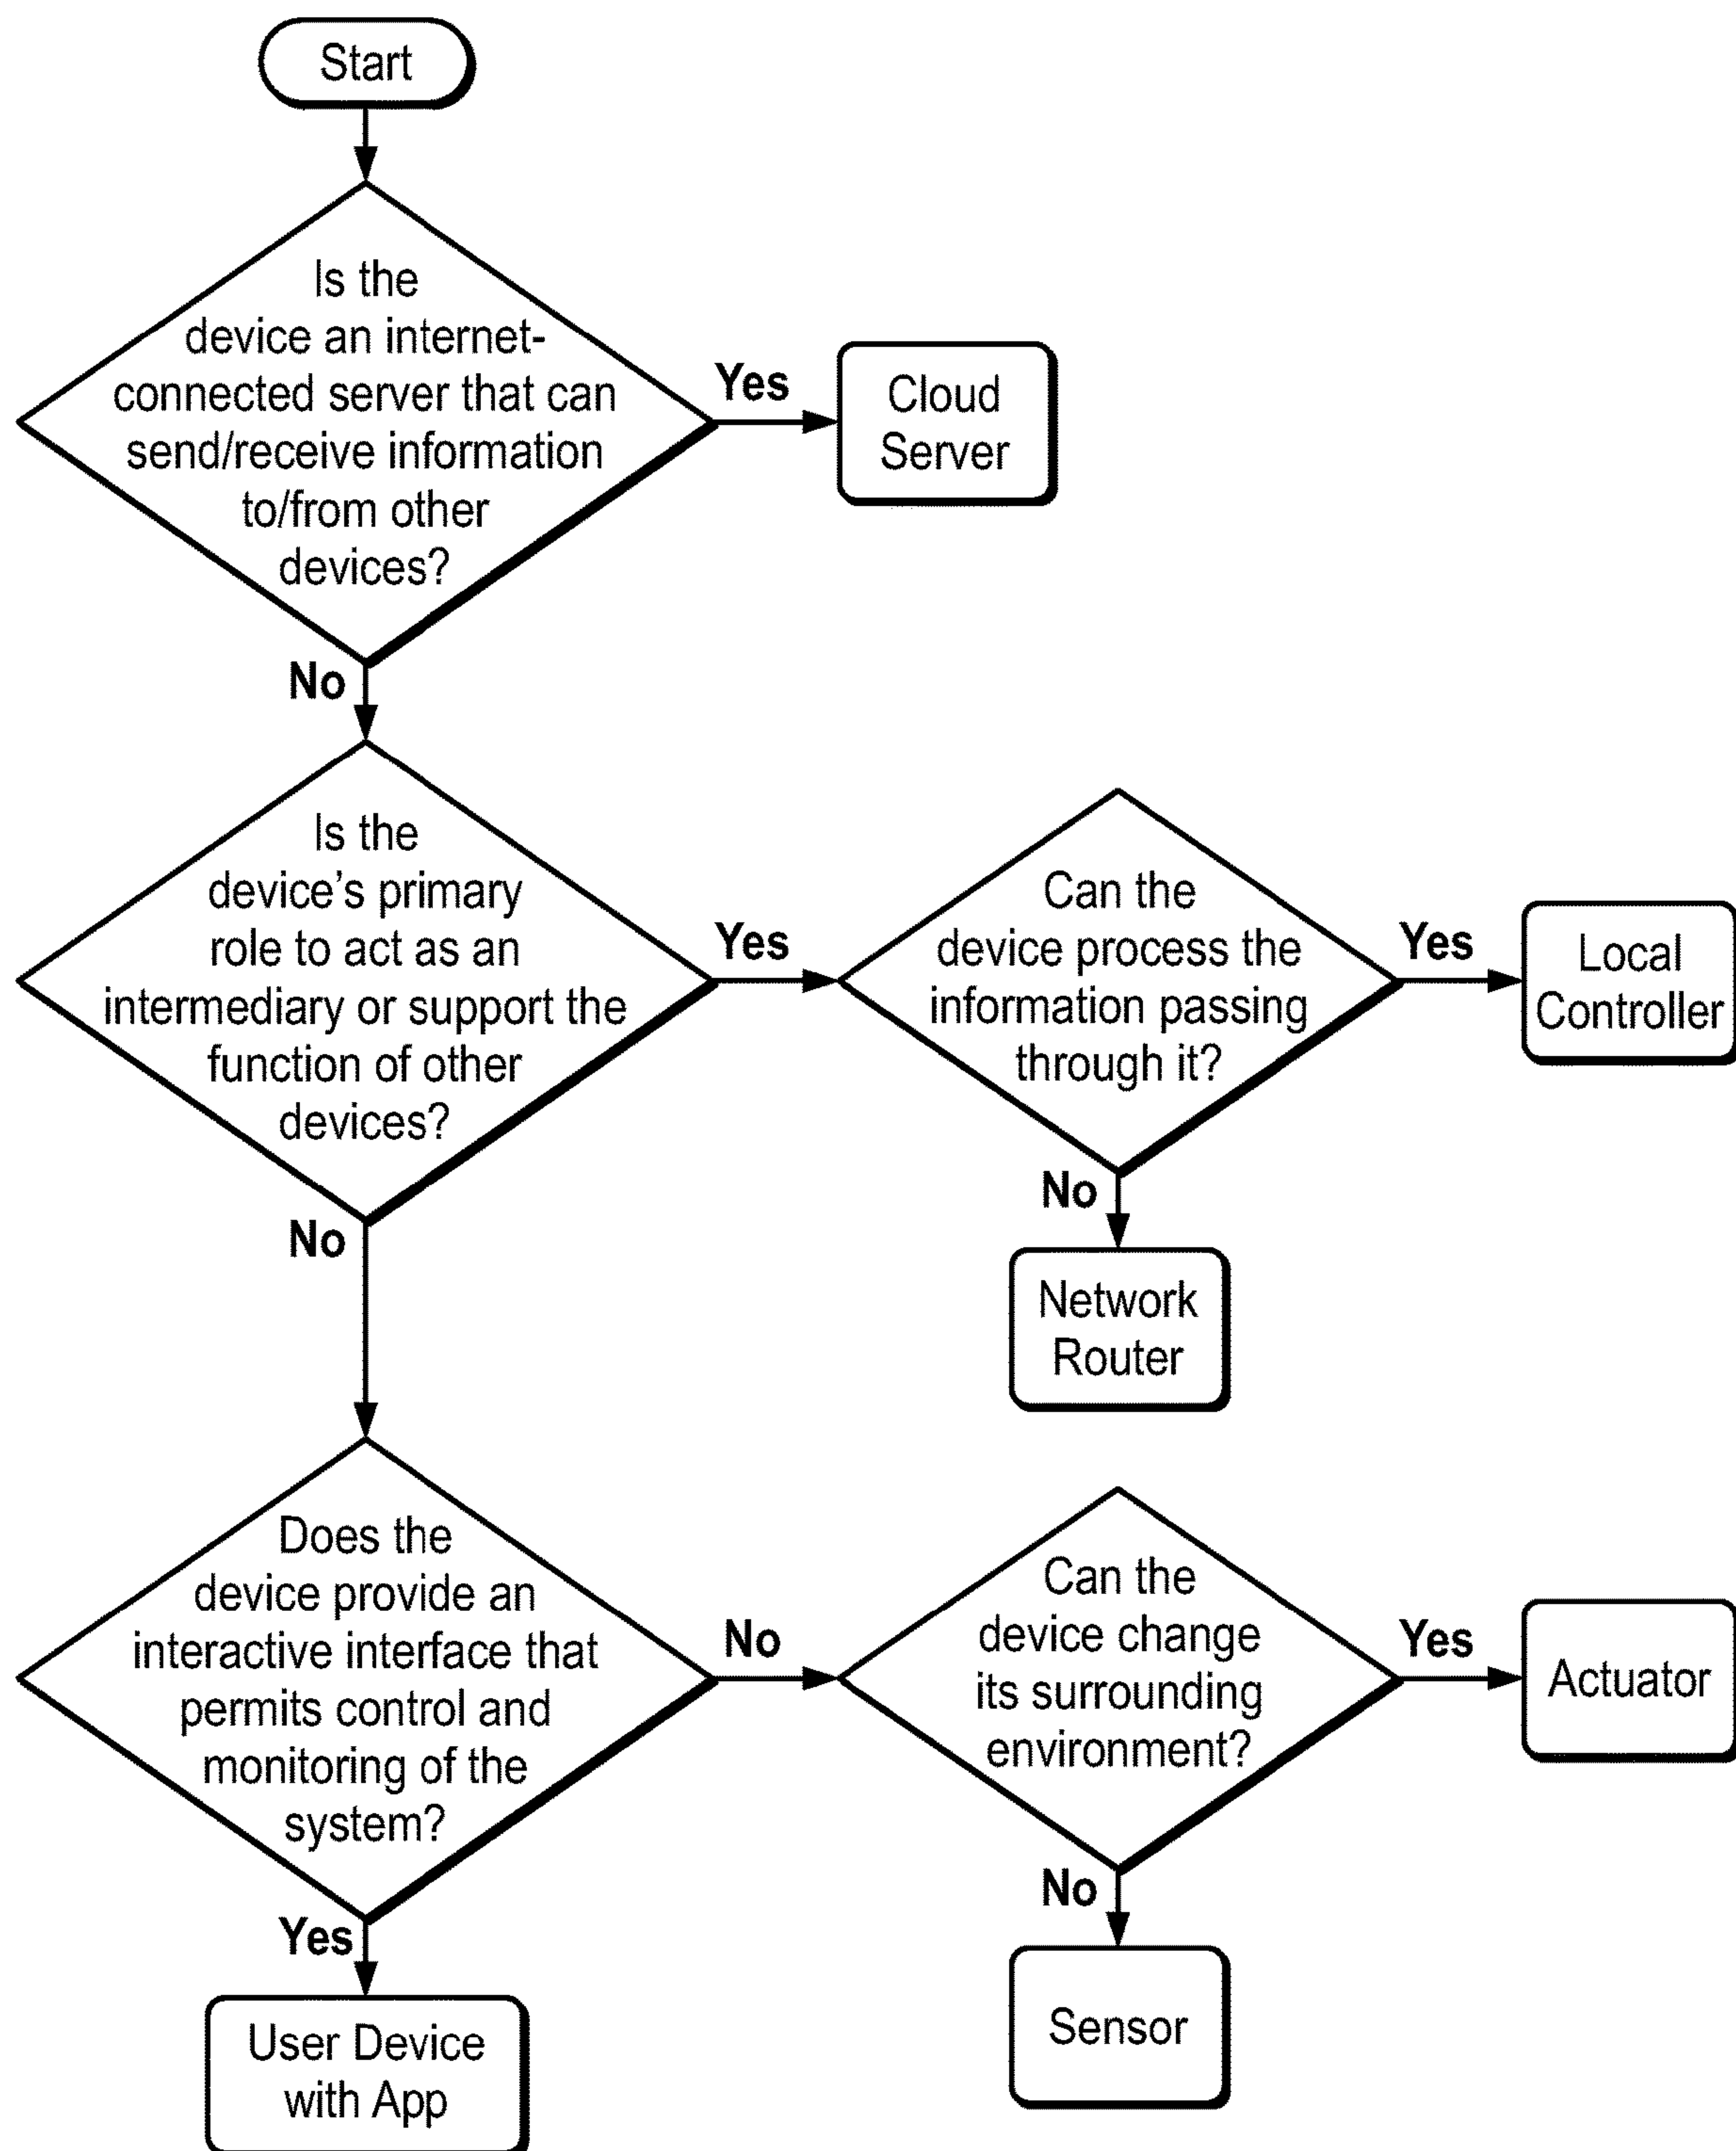 Start
Is the
device an internet-
connected server that can
send/receive information
to/from other
devices?
Yes
Cloud
Server
No
Is the
device's primary
role to act as an
intermediary or support the
function of other
devices?
Yes
Can the
device process the
information passing
through it?
Yes
Local
Controller
No
Network
Router
No
Does the
device provide an
interactive interface that
permits control and
monitoring of the
system?
No
Can the
device change
its surrounding
environment?
Yes
Actuator
No
Sensor
Yes
User Device
with App